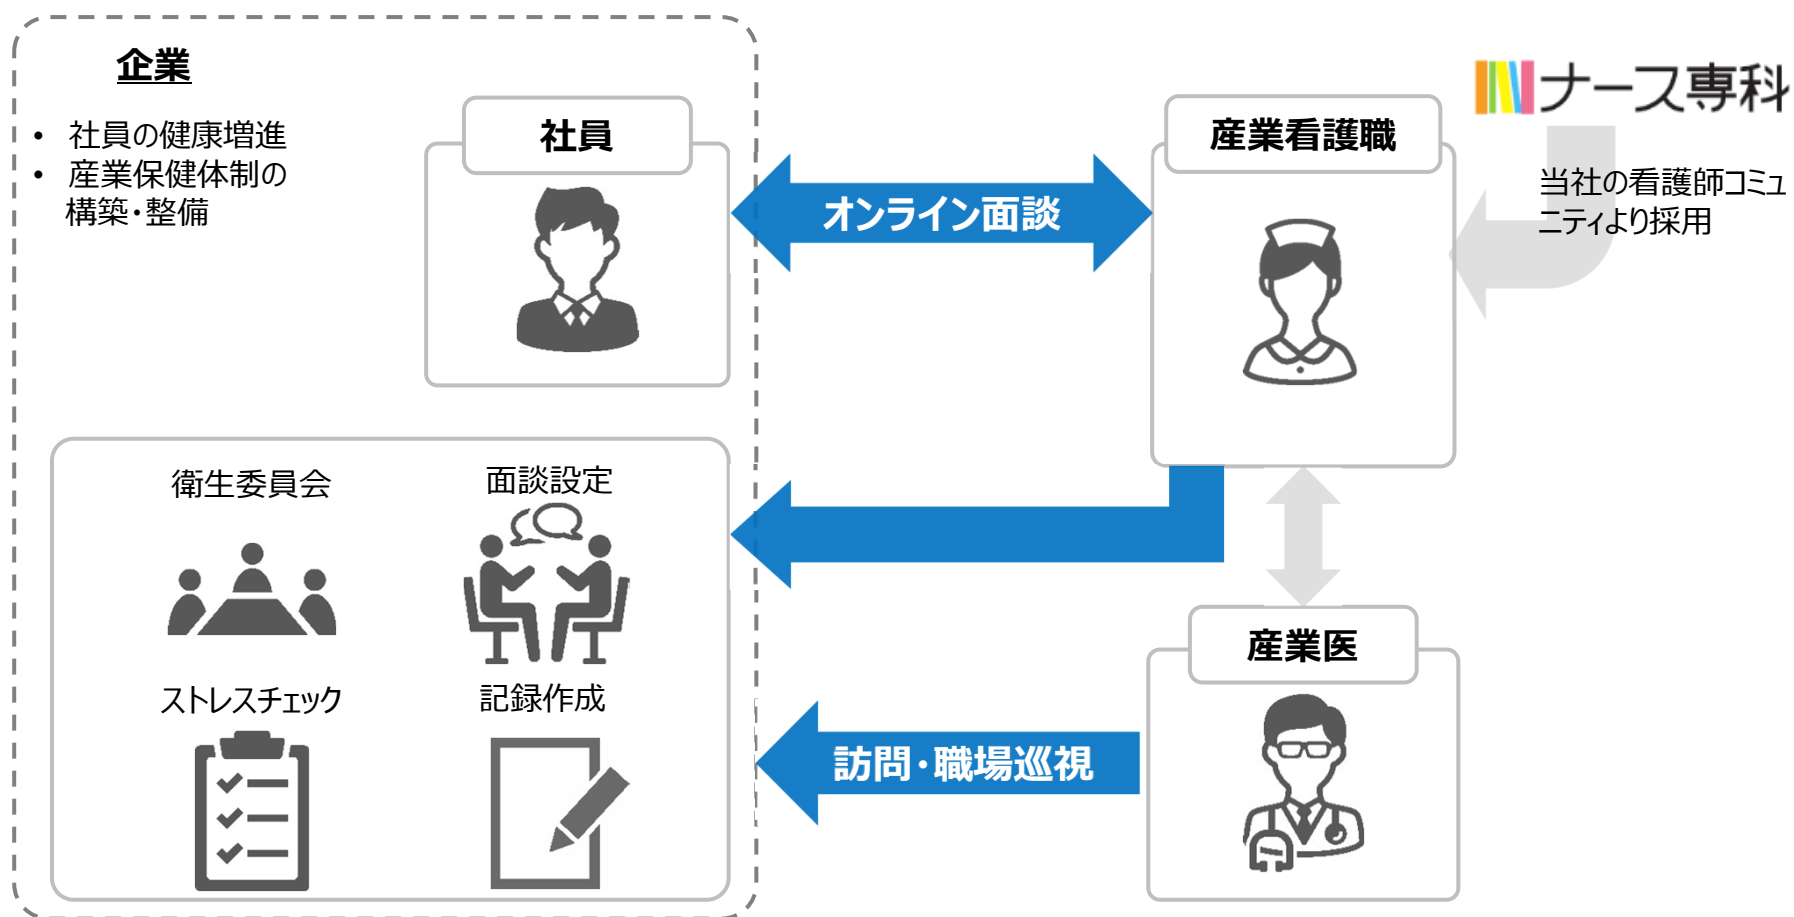 企業
• 社員の健康増進
• 産業保健体制の
構築・整備
社員
オンライン面談
産業看護職
ナース専科
当社の看護師コミュ
ニティより採用
衛生委員会
面談設定
ストレスチェック
記録作成
訪問・職場巡視
産業医